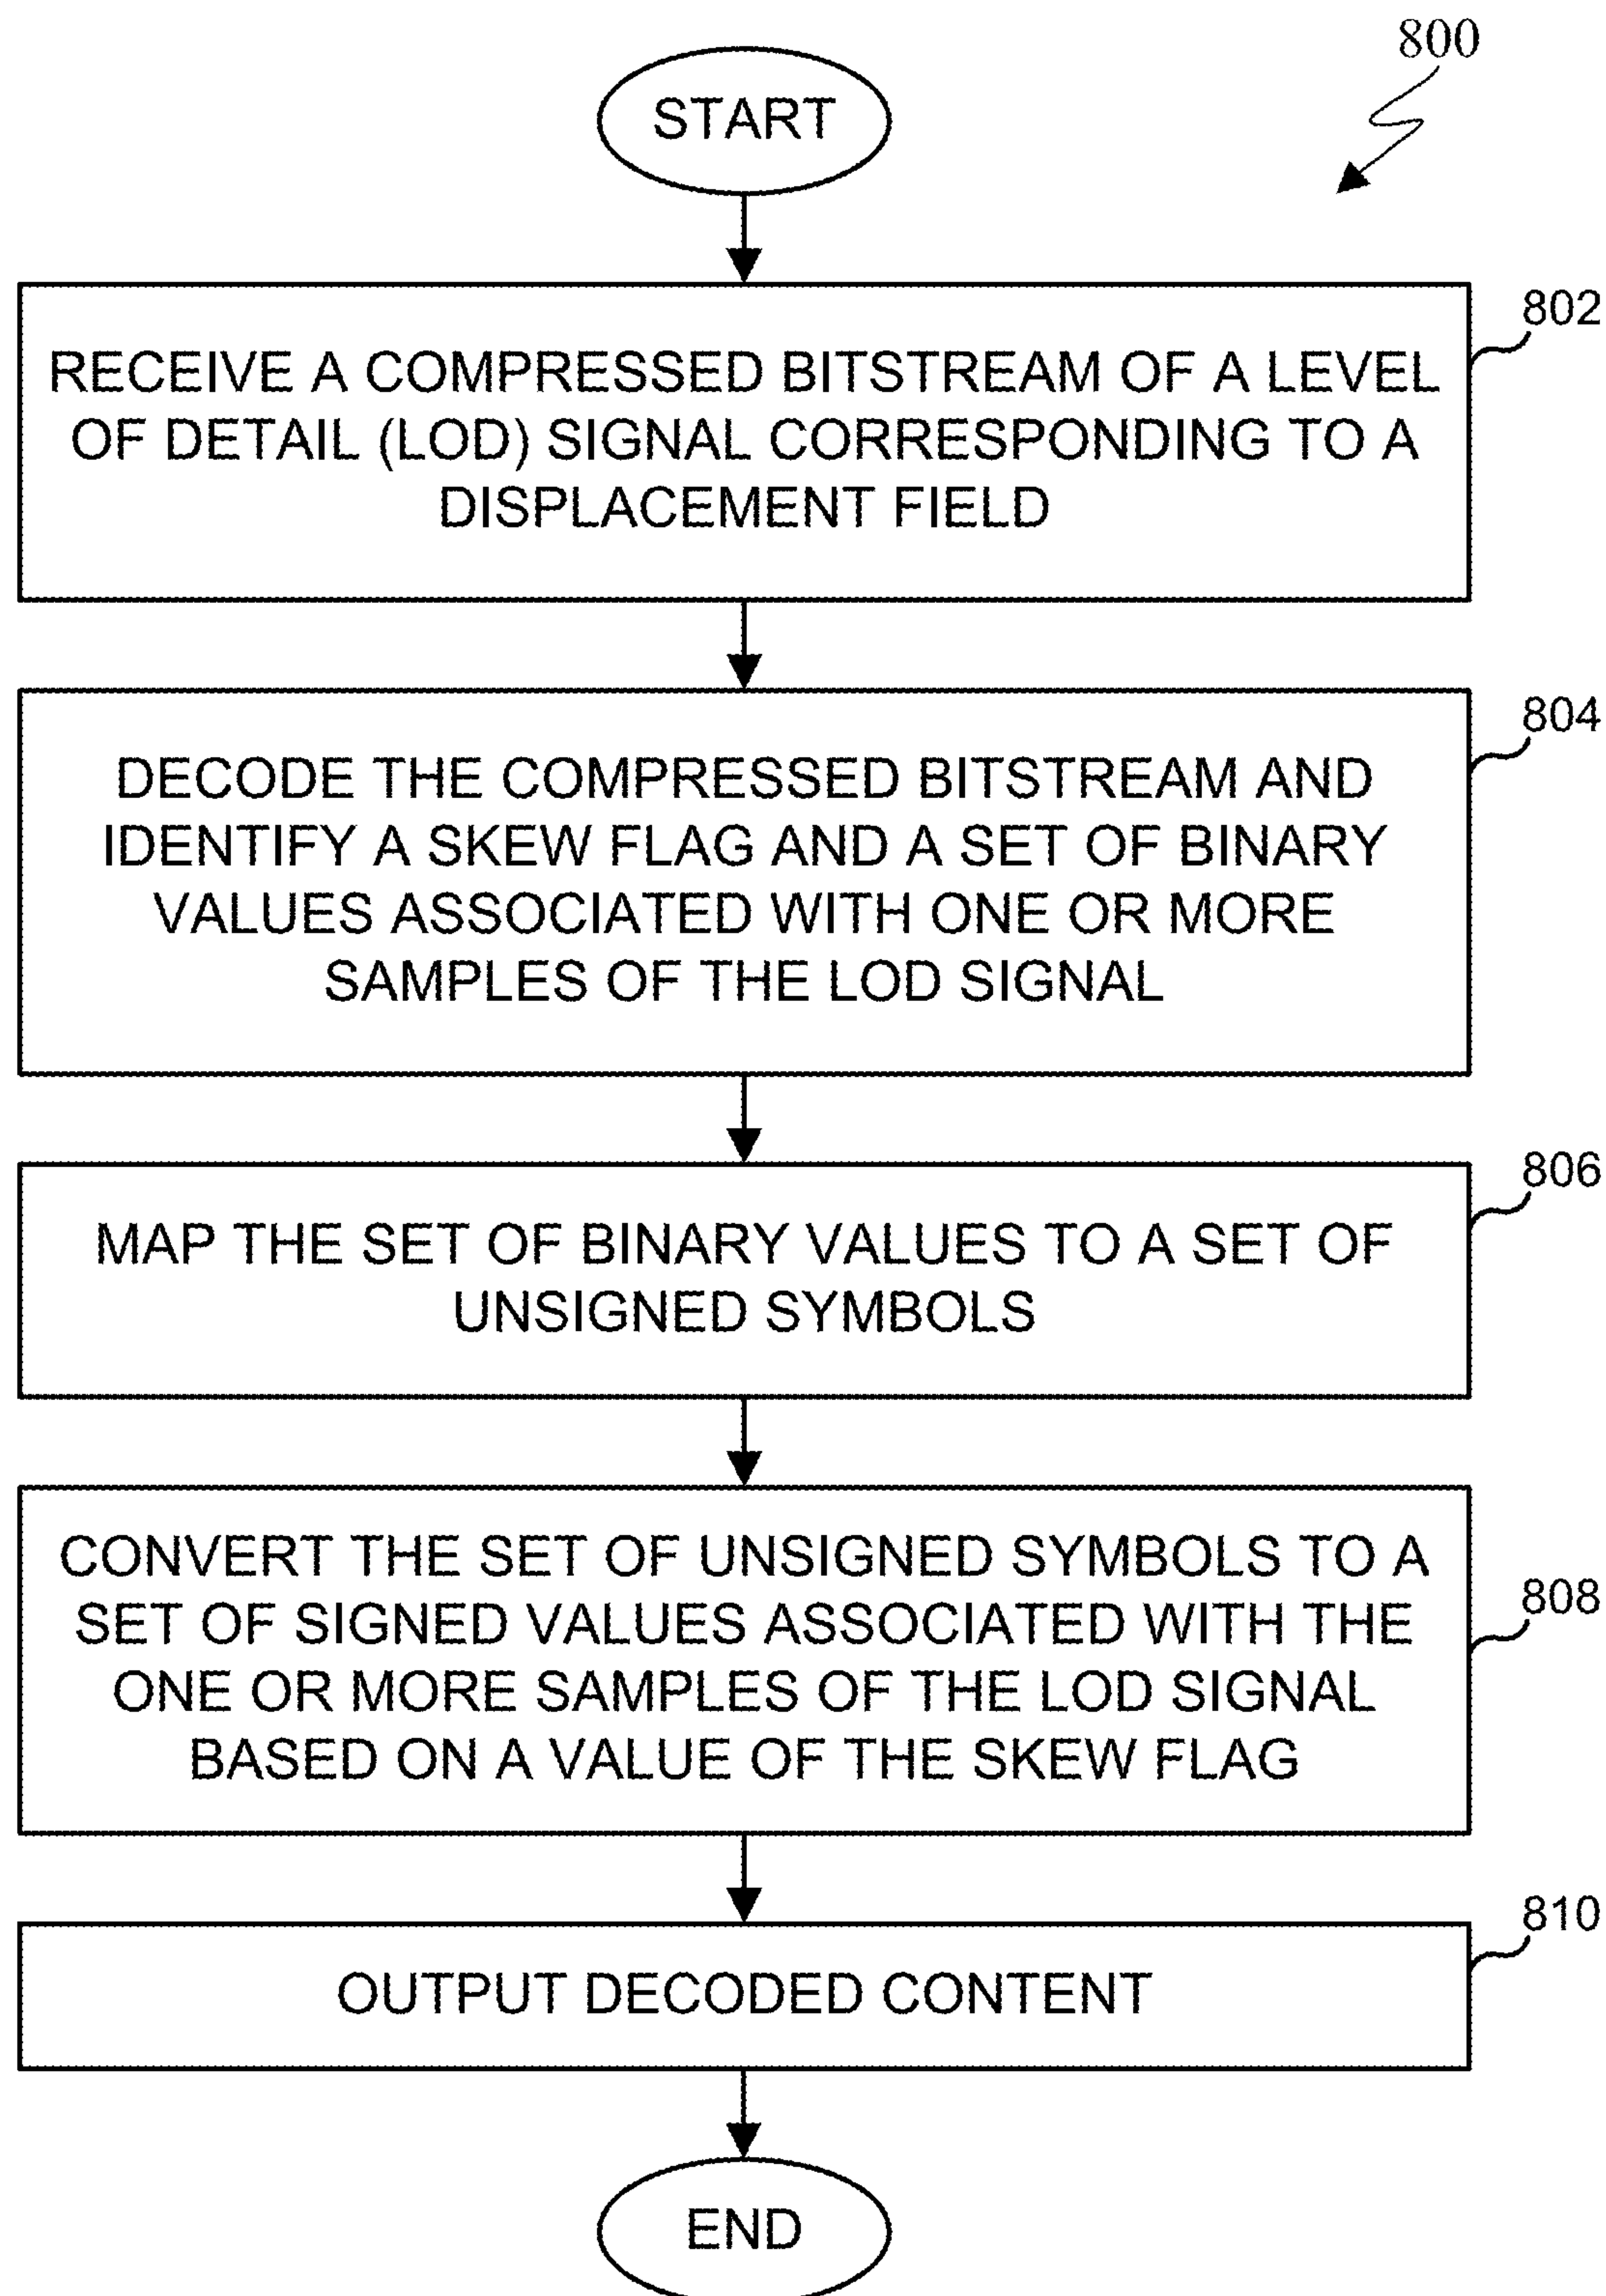 800
START
802
RECEIVE A COMPRESSED BITSTREAM OF A LEVEL
OF DETAIL (LOD) SIGNAL CORRESPONDING TO A
DISPLACEMENT FIELD
804
DECODE THE COMPRESSED BITSTREAM AND
IDENTIFY A SKEW FLAG AND A SET OF BINARY
VALUES ASSOCIATED WITH ONE OR MORE
SAMPLES OF THE LOD SIGNAL
806
MAP THE SET OF BINARY VALUES TO A SET OF
UNSIGNED SYMBOLS
CONVERT THE SET OF UNSIGNED SYMBOLS TO A
808
SET OF SIGNED VALUES ASSOCIATED WITH THE
ONE OR MORE SAMPLES OF THE LOD SIGNAL
BASED ON A VALUE OF THE SKEW FLAG
810
OUTPUT DECODED CONTENT
END